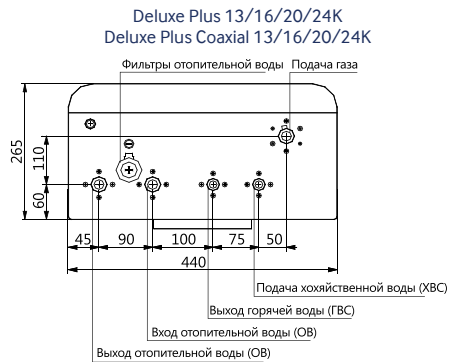 Deluxe Plus 13/16/20/24K
Deluxe Plus Coaxial 13/16/20/24K
Фильтры отопительной воды
Подача газа
265
110
60
45
90
100
75
50
440
Подача хохяйственной воды (ХВС)
Выход горячей воды (ГВС)
Вход отопительной воды (ОВ)
Выход отопительной воды (ОВ)